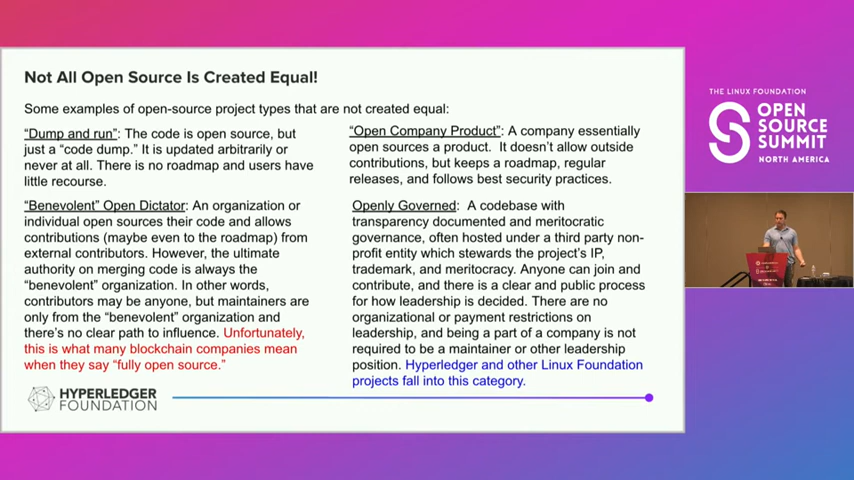 Not All Open Source Is Created Equal!
Some examples of open-source project types that are not created equal:
“Dump and run”: The code is open source, but
just a “code dump.” It is updated arbitrarily or
never at all. There is no roadmap and users have
little recourse.
“Benevolent” Open Dictator: An organization or
individual open sources their code and allows
contributions (maybe even to the roadmap) from
external contributors. However, the ultimate
authority on merging code is always the
“benevolent” organization. In other words,
contributors may be anyone, but maintainers are
only from the “benevolent” organization and
there’s no clear path to influence. Unfortunately,
this is what many blockchain companies mean
when they say “fully open source.”
“Open Company Product”: A company essentially
open sources a product.  It doesn’t allow outside
contributions, but keeps a roadmap, regular
releases, and follows best security practices.
Openly Governed:  A codebase with
transparency documented and meritocratic
governance, often hosted under a third party non-
profit entity which stewards the project’s IP,
trademark, and meritocracy. Anyone can join and
contribute, and there is a clear and public process
for how leadership is decided. There are no
organizational or payment restrictions on
leadership, and being a part of a company is not
required to be a maintainer or other leadership
position. Hyperledger and other Linux Foundation
projects fall into this category.
HYPERLEDGER
FOUNDATION
THE LINUX FOUNDATION
OPEN
SOURCE
SUMMIT
NORTH AMERICA